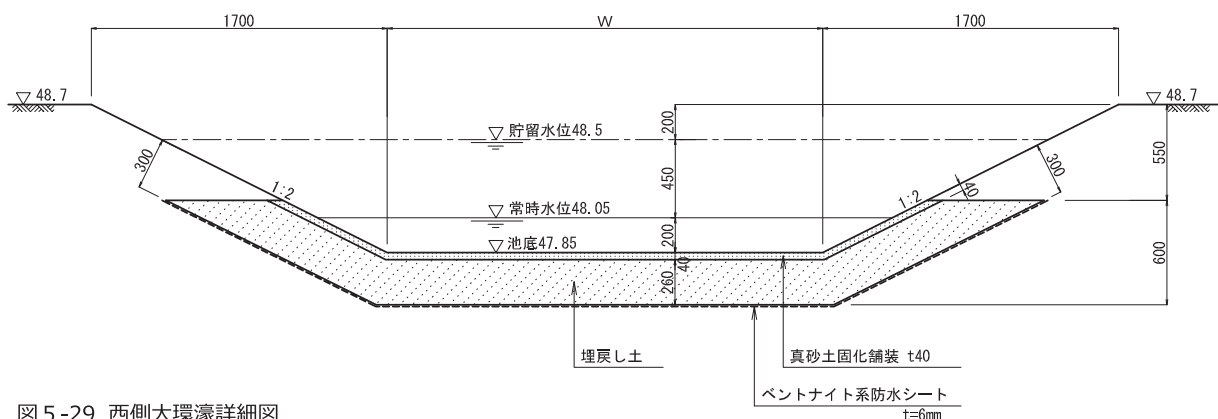 1700 W 1700
48.7 48.7
貯留水位48.5
200
300 300
550
450
1:2 1:2
40
常時水位48.05
200
池底47.85
40
600
260
埋戻し土
真砂土固化舗装 t40
ベントナイト系防水シート
t=6mm
図5-29 西側大環濠詳細図